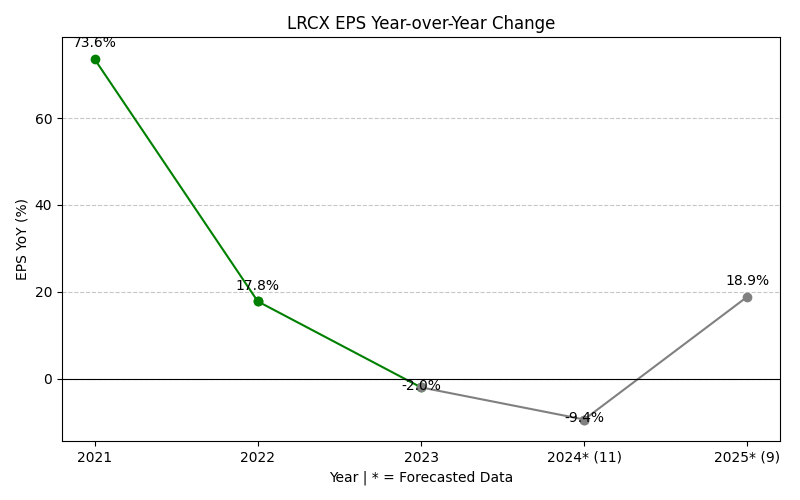 LRCX EPS Year-over-Year Change
73.6%
17.8%
-2.0%
-9.4%
18.9%
60
40
20
0
EPS YoY (%)
2021 2022 2023 2024* (11) 2025* (9)
Year | * = Forecasted Data